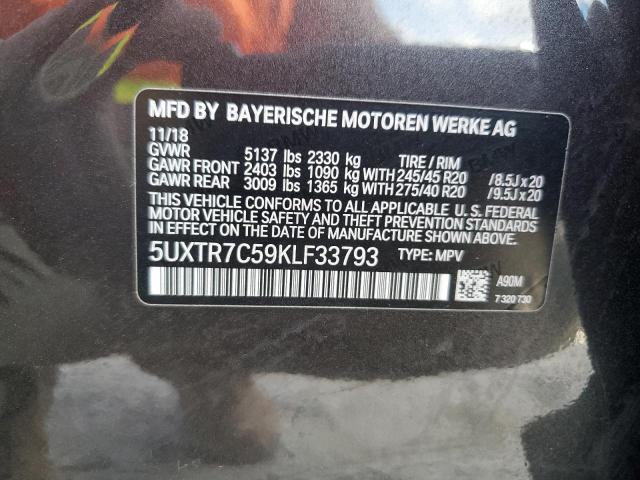 MFD BY BAYERISCHE MOTOREN WERKE AG
11/18
GVWR 5137 lbs 2330 kg TIRE / RIM
GAWR FRONT 2403 lbs 1090 kg WITH 245/45 R20 /8.5J x 20
GAWR REAR 3009 lbs 1365 kg WITH 275/40 R20 /9.5J x 20
THIS VEHICLE CONFORMS TO ALL APPLICABLE U. S. FEDERAL
MOTOR VEHICLE SAFETY AND THEFT PREVENTION STANDARDS
IN EFFECT ON THE DATE OF MANUFACTURE SHOWN ABOVE.
5UXTR7C59KLF33793 TYPE: MPV
A90M
7 320 730